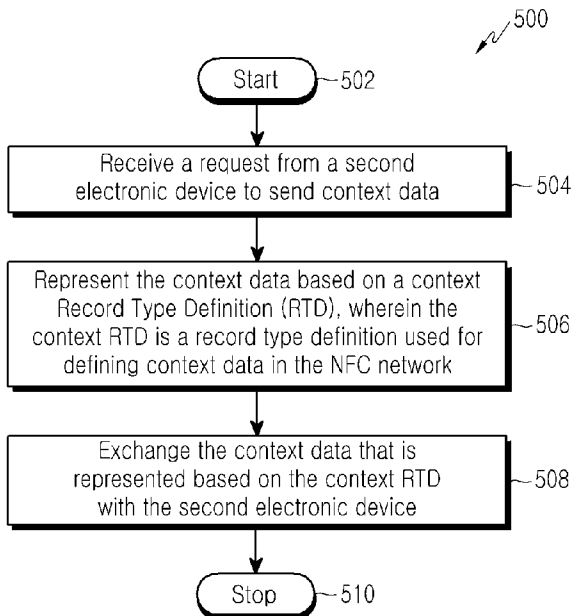 500
Start
502
Receive a request from a second
electronic device to send context data
504
Represent the context data based on a context
Record Type Definition (RTD), wherein the
context RTD is a record type definition used for
defining context data in the NFC network
506
Exchange the context data that is
represented based on the context RTD
with the second electronic device
508
Stop
510